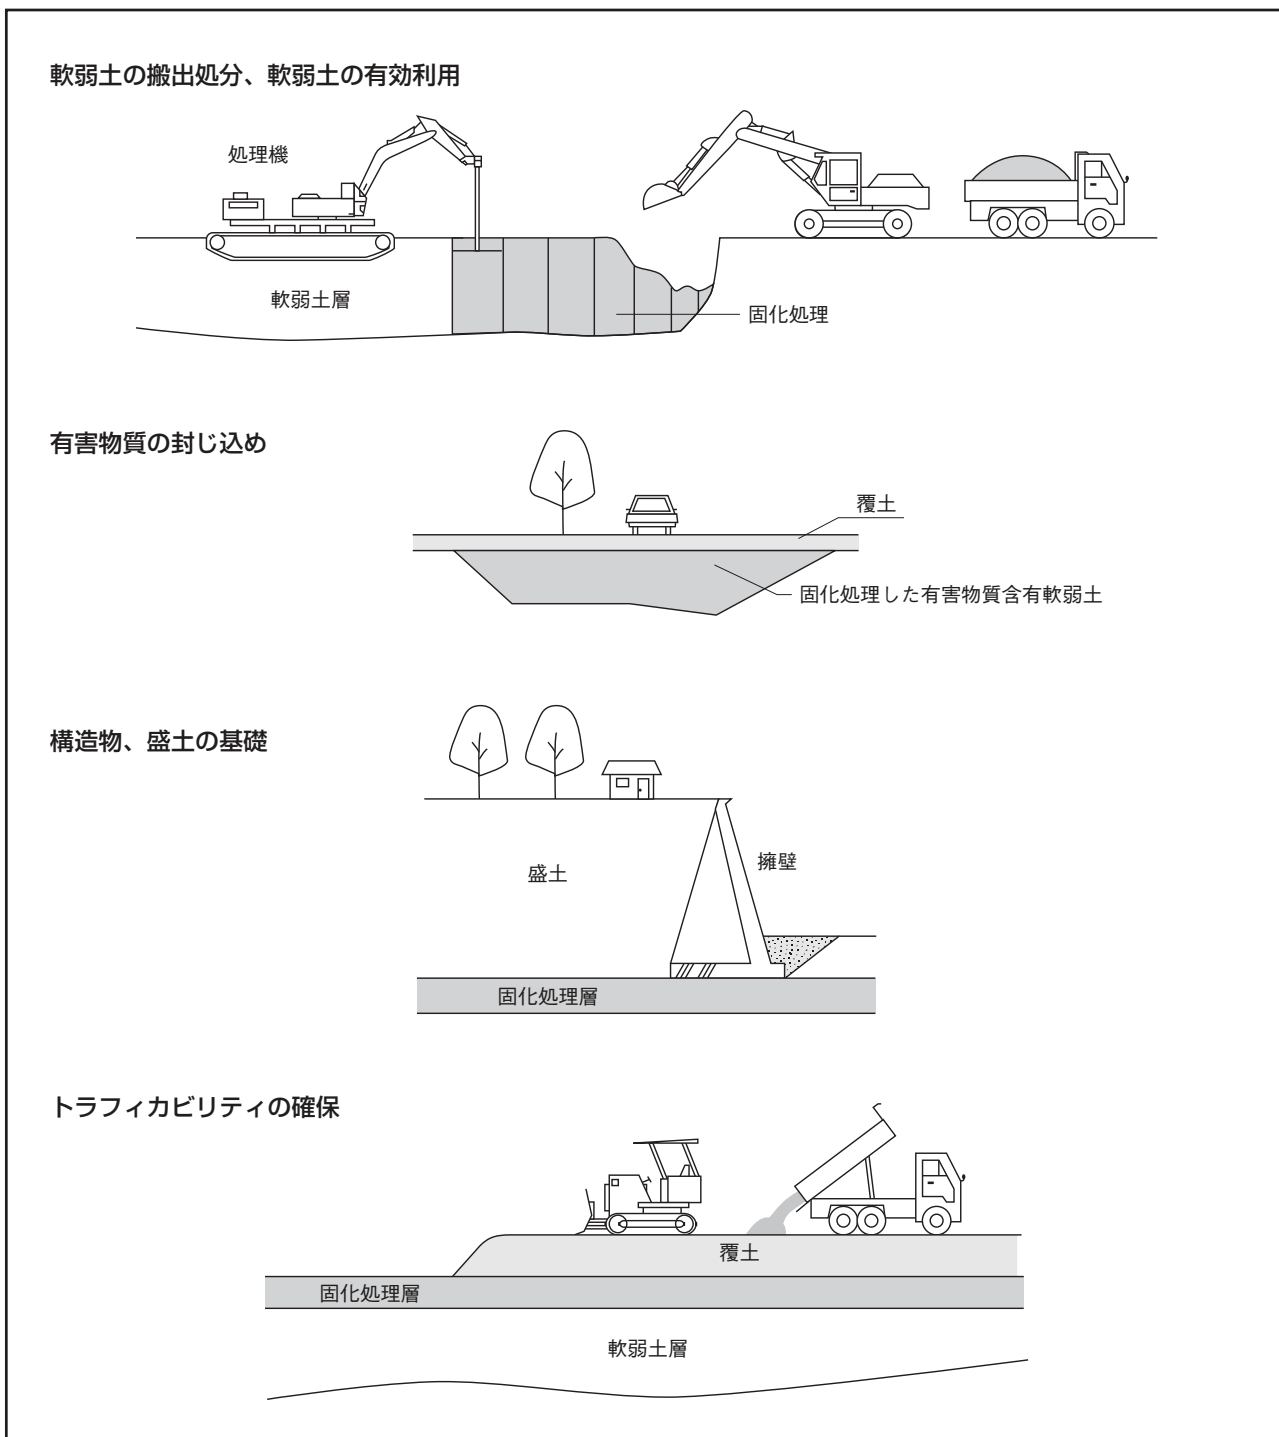 軟弱土の搬出処分、軟弱土の有効利用
処理機
軟弱土層
固化処理
有害物質の封じ込め
覆土
固化処理した有害物質含有軟弱土
構造物、盛土の基礎
盛土
擁壁
固化処理層
トラフィカビリティの確保
覆土
固化処理層
軟弱土層